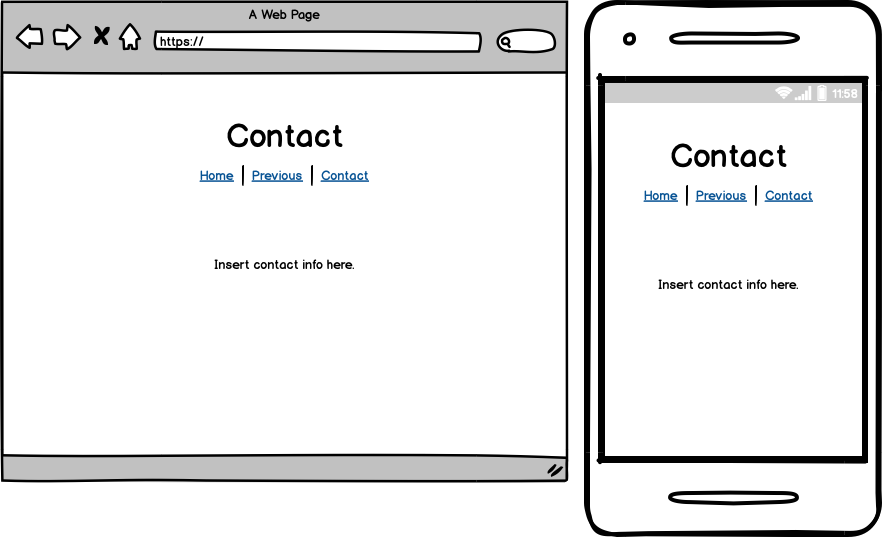 A Web Page
https://
Contact
Home | Previous | Contact
Insert contact info here.
11:58
Contact
Home | Previous | Contact
Insert contact info here.